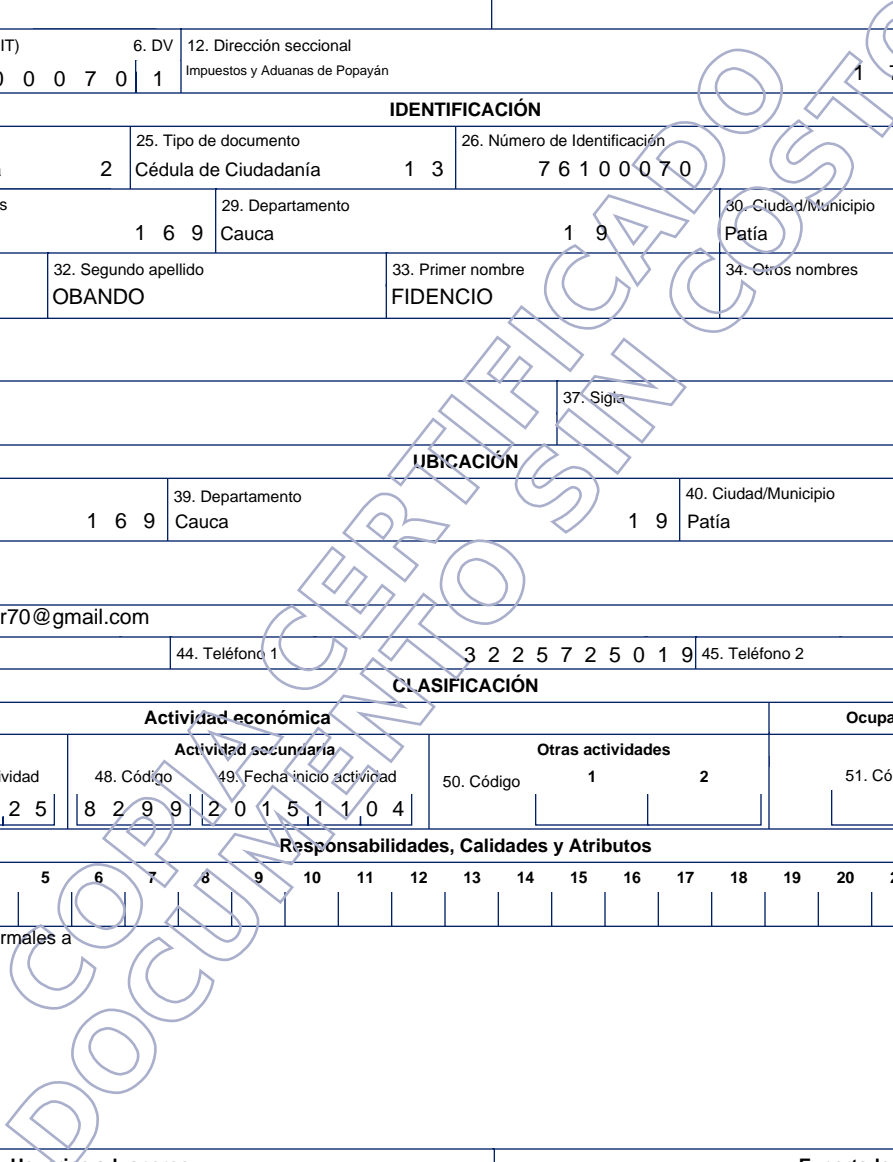 IT) 6. DV 12. Dirección seccional
0 0 7 0 1 Impuestos y Aduanas de Popayán 1
IDENTIFICACIÓN
25. Tipo de documento 26. Número de Identificación
2 Cédula de Ciudadanía 1 3 7 6 1 0 0 0 7 0
s 29. Departamento 30. Ciudad/Municipio
1 6 9 Cauca 1 9 Patía
32. Segundo apellido 33. Primer nombre 34. Otros nombres
OBANDO FIDENCIO
37. Sigla
UBICACIÓN
39. Departamento 40. Ciudad/Municipio
1 6 9 Cauca 1 9 Patía
r70@gmail.com
44. Teléfono 1 3 2 2 5 7 2 5 0 1 9 45. Teléfono 2
CLASIFICACIÓN
Actividad económica Ocupa
Actividad secundaria Otras actividades
ividad 48. Código 49. Fecha inicio actividad 50. Código 1 2 51. Có
2 5 8 2 9 9 2 0 1 5 1 1 0 4
Responsabilidades, Calidades y Atributos
5 6 7 8 9 10 11 12 13 14 15 16 17 18 19 20
rmales a
COPIA CERTIFICADO
DOCUMENTO SIN COSTO